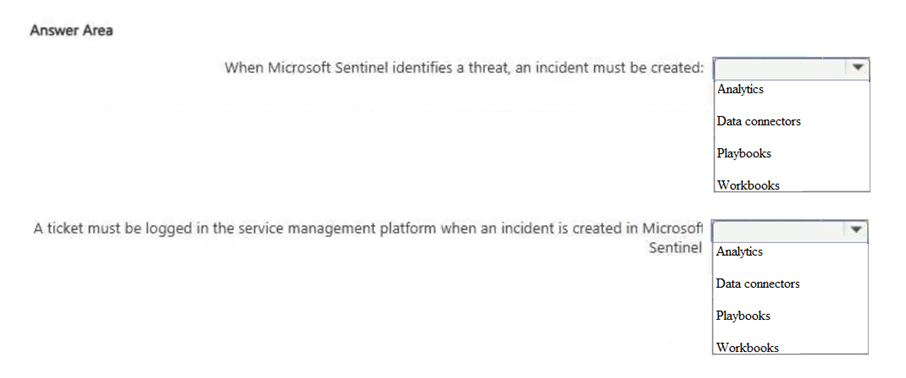 Answer Area
When Microsoft Sentinel identifies a threat, an incident must be created:
Analytics
Data connectors
Playbooks
Workbooks
A ticket must be logged in the service management platform when an incident is created in Microsoft
Sentinel
Analytics
Data connectors
Playbooks
Workbooks